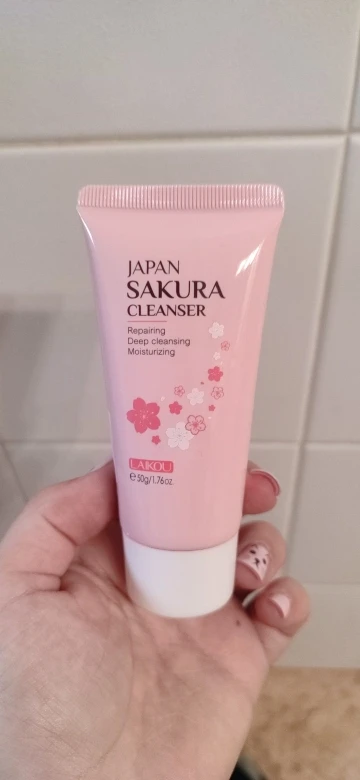 JAPAN
SAKURA
CLEANSER
Repairing
Deep cleansing
Moisturizing
LAIKOU
℮50g/1.76oz.